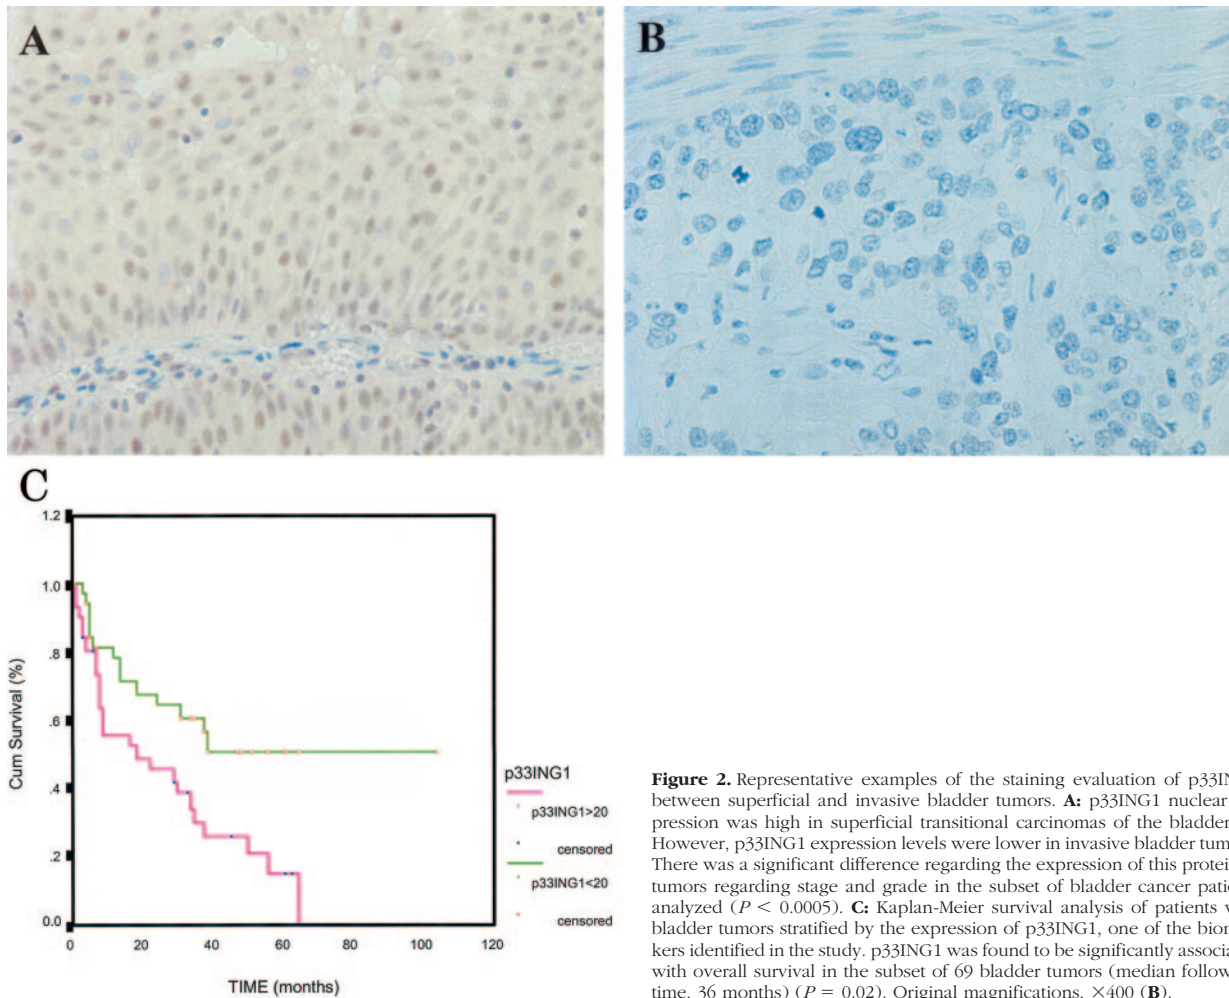 A
B
C
1.2
1.0
.8
.6
.4
.2
0.0
Cum Survival (%)
0 20 40 60 80 100 120
TIME (months)
p33ING1
p33ING1>20
censored
p33ING1<20
censored
Figure 2. Representative examples of the staining evaluation of p33IN
between superficial and invasive bladder tumors. A: p33ING1 nuclear
pression was high in superficial transitional carcinomas of the bladder
However, p33ING1 expression levels were lower in invasive bladder tum
There was a significant difference regarding the expression of this protei
tumors regarding stage and grade in the subset of bladder cancer patie
analyzed (P < 0.0005). C: Kaplan-Meier survival analysis of patients w
bladder tumors stratified by the expression of p33ING1, one of the biom
kers identified in the study. p33ING1 was found to be significantly associa
with overall survival in the subset of 69 bladder tumors (median follow
time, 36 months) (P = 0.02). Original magnifications, ×400 (B).